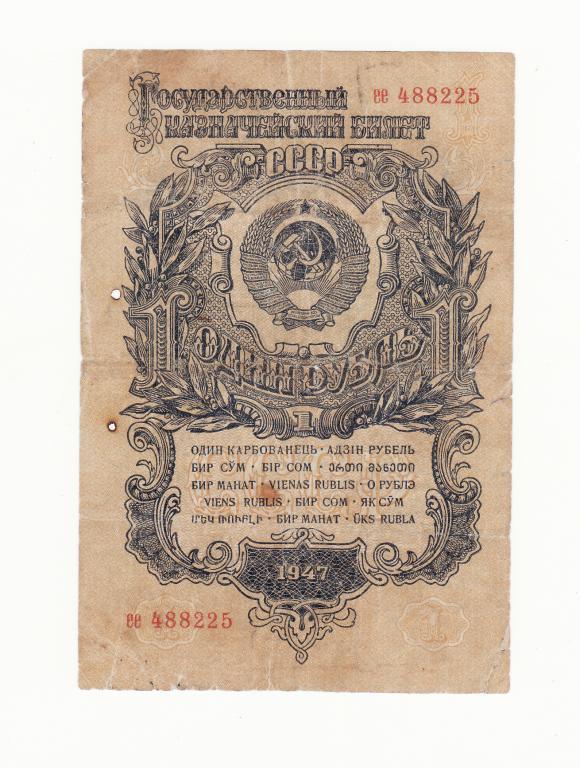 Государственный ее 488225
казначейский билет
СССР
1 1
ОДИН РУБЛЬ
1
ОДИН КАРБОВАНЕЦЬ · АДЗІН РУБЕЛЬ
БИР СЎМ · БІР СОМ · ერთი მანეთი
БИР МАНАТ · VIENAS RUBLIS · О РУБЛЭ
VIENS RUBLIS · БИР СОМ · ЯК СӮМ
ՄԵԿ ՌՈՒԲԼԻ · БИР МАНАТ · ÜKS RUBLA
1947
ее 488225
1